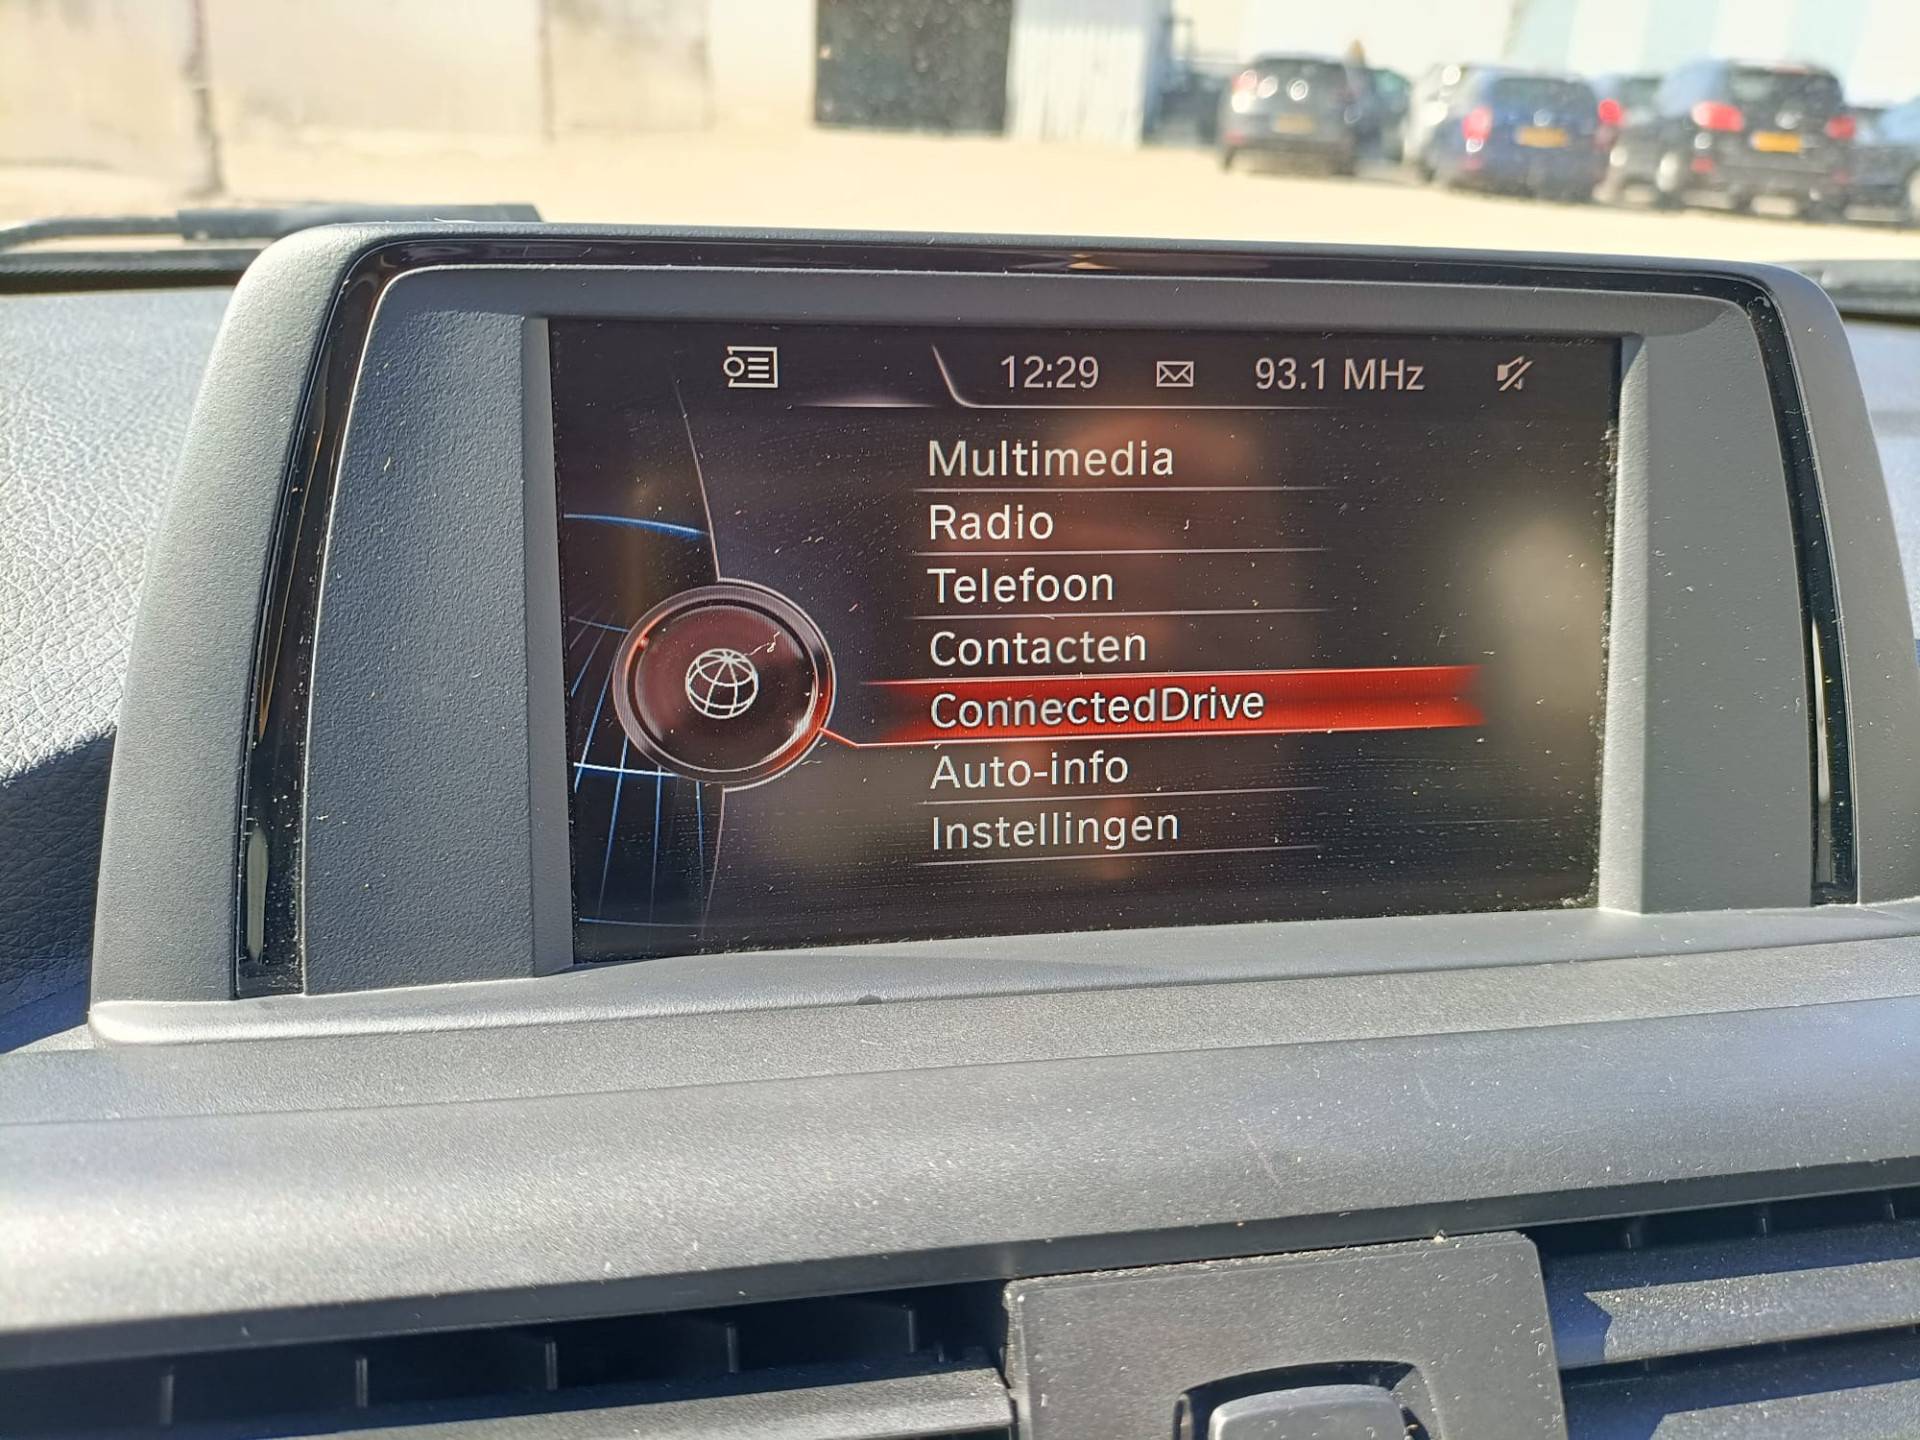 12:29 93.1 MHz
Multimedia
Radio
Telefoon
Contacten
ConnectedDrive
Auto-info
Instellingen